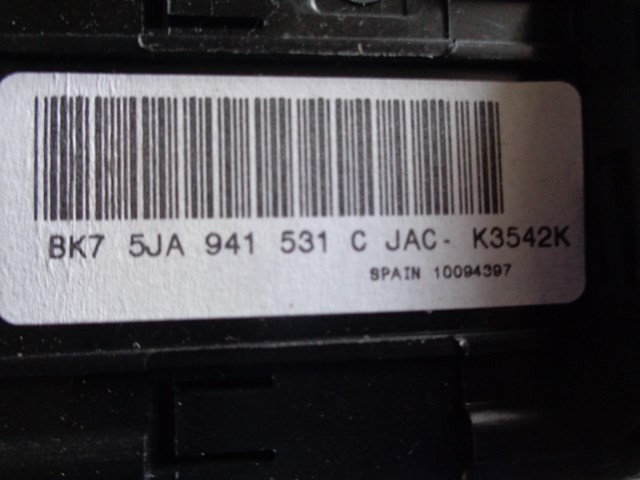 BK7 5JA 941 531 C JAC- K3542K
SPAIN 10094397